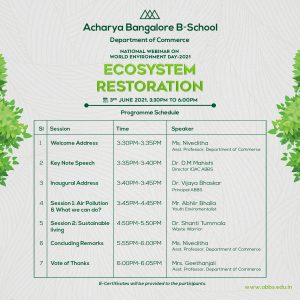 Acharya Bangalore B-School
Department of Commerce
NATIONAL WEBINAR ON
WORLD ENVIRONMENT DAY-2021
ECOSYSTEM
RESTORATION
3RD JUNE 2021, 3:30PM TO 6:00PM
Programme Schedule
Sl Session Time Speaker
1 Welcome Address 3:30PM-3:35PM Ms. Niveditha
Asst. Professor, Department of Commerce
2 Key Note Speech 3:35PM-3:40PM Dr. D.M Mahishi
Director IQAC ABBS
3 Inaugural Address 3:40PM-3:45PM Dr. Vijaya Bhaskar
Principal ABBS
4 Session 1: Air Pollution 3:45PM-4:45PM Mr. Abhiir Bhalla
& What we can do? Youth Environmentalist
5 Session 2: Sustainable 4:50PM-5:50PM Dr. Shanti Tummala
living Waste Warrior
6 Concluding Remarks 5:55PM-6:00PM Ms. Niveditha
Asst. Professor, Department of Commerce
7 Vote of Thanks 6:00PM-6:05PM Mrs. Geethanjali
Asst. Professor, Department of Commerce
E-Certificates will be provided to the participants.
www.abbs.edu.in